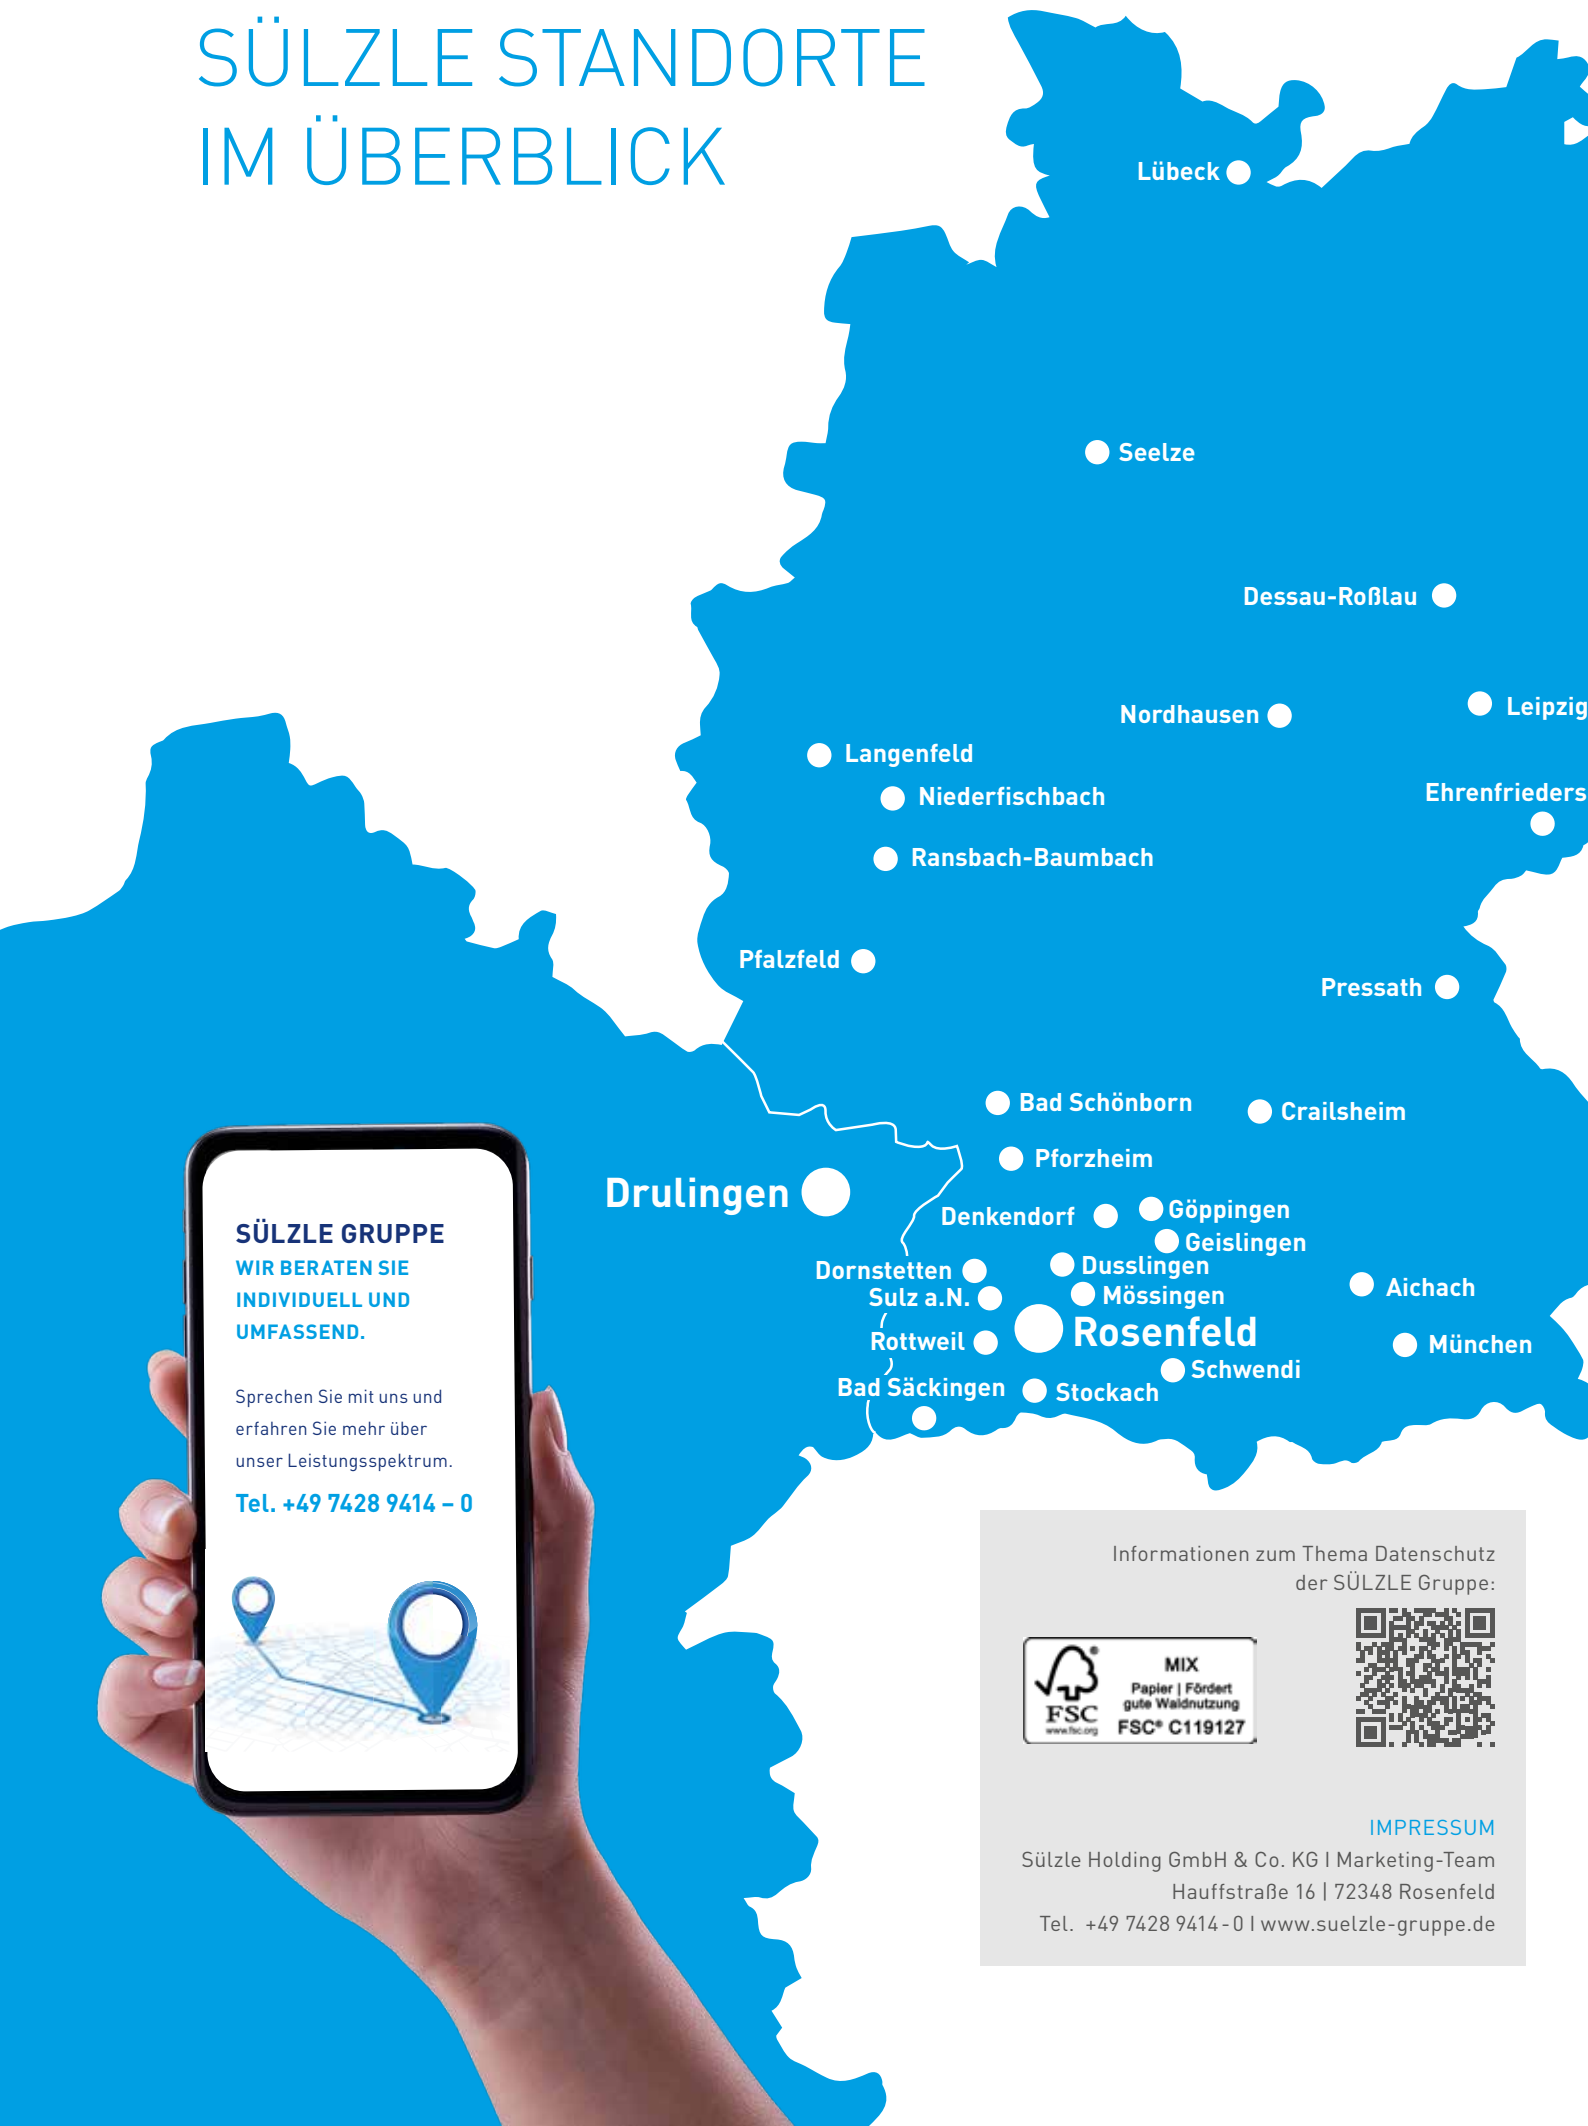 SÜLZLE STANDORTE
IM ÜBERBLICK
Lübeck
Seelze
Dessau-Roßlau
Nordhausen
Leipzig
Langenfeld
Niederfischbach
Ehrenfrieders
Ransbach-Baumbach
Pfalzfeld
Pressath
Bad Schönborn
Crailsheim
Pforzheim
Drulingen
Denkendorf
Göppingen
Geislingen
Dornstetten
Dusslingen
Sulz a.N.
Mössingen
Aichach
Rottweil
Rosenfeld
München
Schwendi
Bad Säckingen
Stockach
SÜLZLE GRUPPE
WIR BERATEN SIE
INDIVIDUELL UND
UMFASSEND.
Sprechen Sie mit uns und
erfahren Sie mehr über
unser Leistungsspektrum.
Tel. +49 7428 9414 – 0
Informationen zum Thema Datenschutz
der SÜLZLE Gruppe:
FSC
www.fsc.org
MIX
Papier | Fördert
gute Waldnutzung
FSC® C119127
IMPRESSUM
Sülzle Holding GmbH & Co. KG I Marketing-Team
Hauffstraße 16 | 72348 Rosenfeld
Tel. +49 7428 9414-0 I www.suelzle-gruppe.de